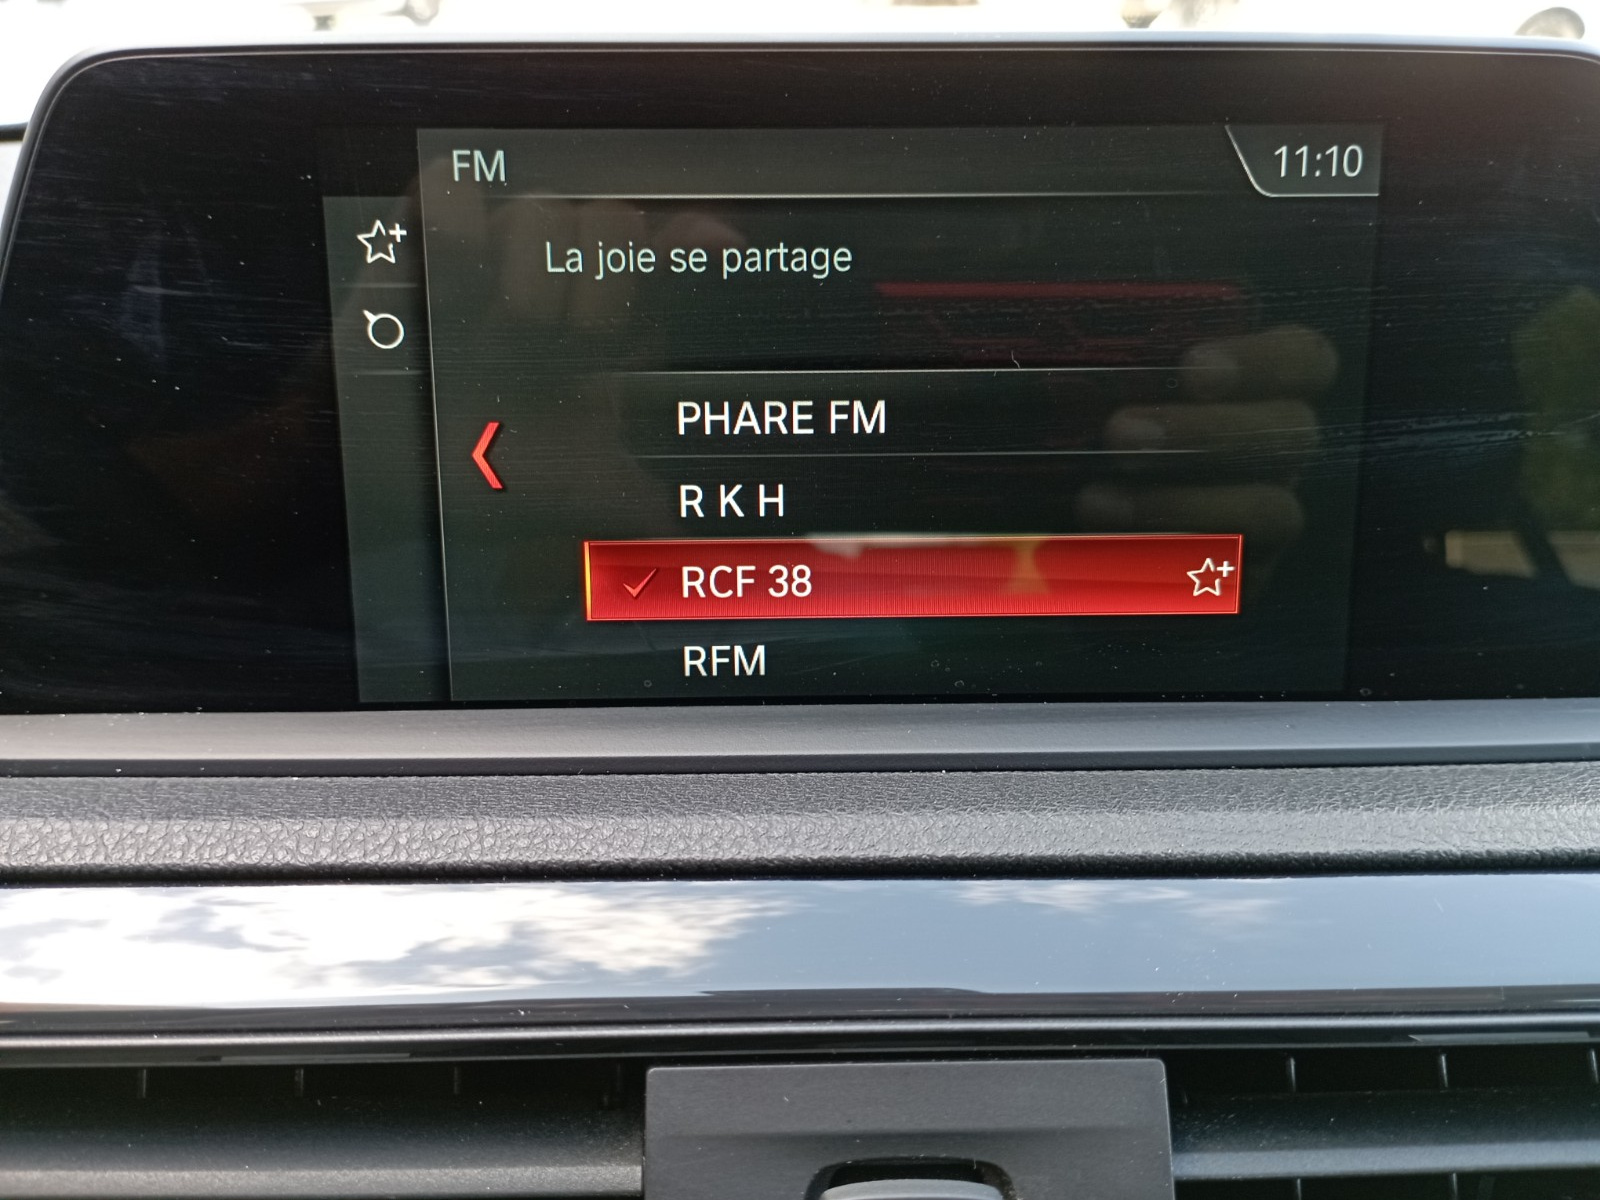 FM
11:10
La joie se partage
PHARE FM
R K H
RCF 38
RFM